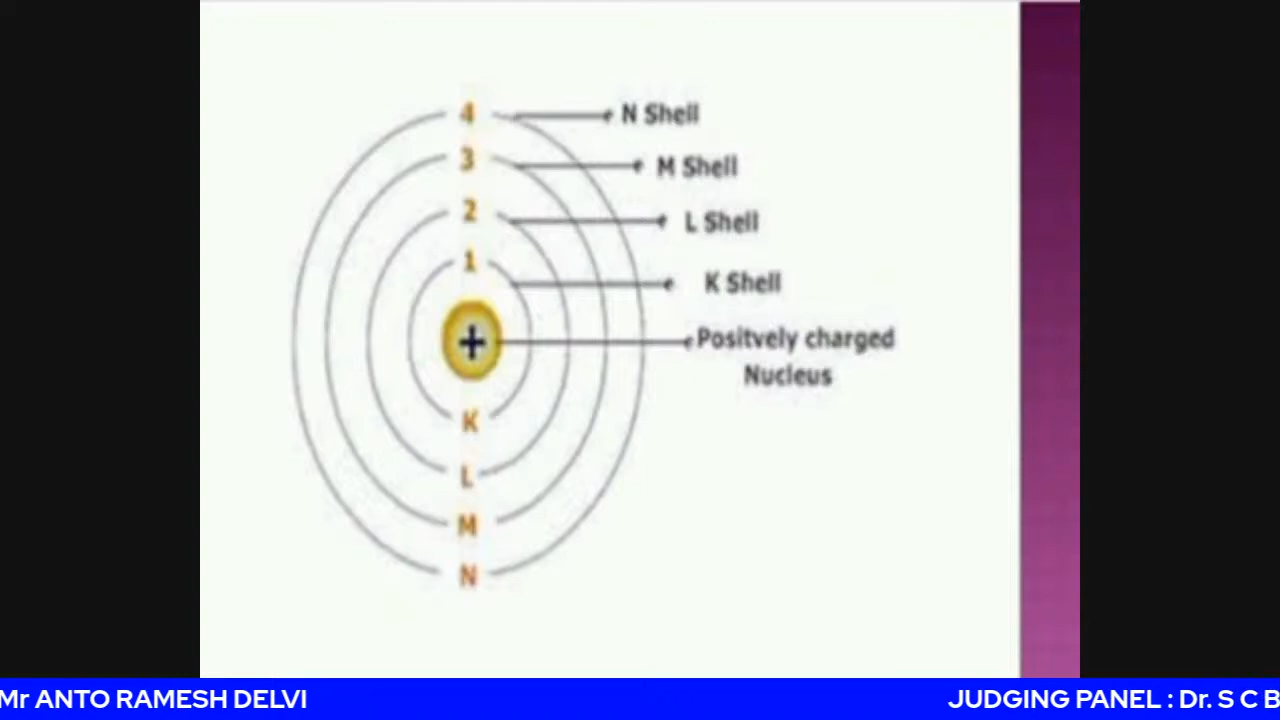 4
N Shell
3
M Shell
2
L Shell
1
K Shell
+
Positvely charged
Nucleus
K
L
M
N
Mr ANTO RAMESH DELVI
JUDGING PANEL : Dr. S C B